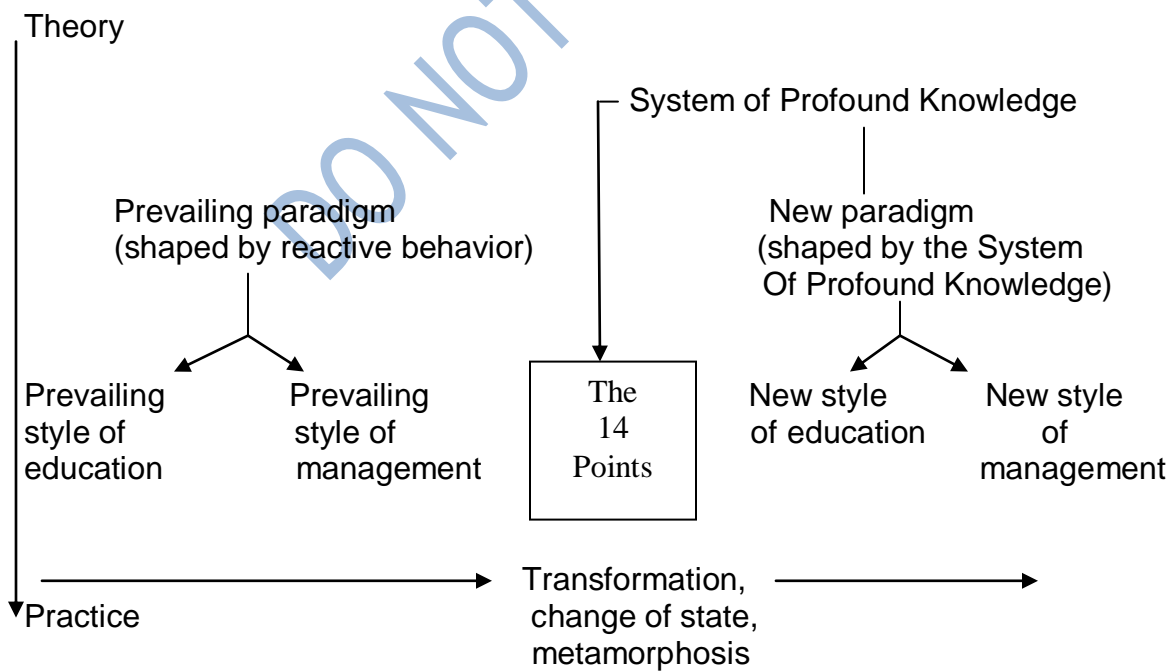 Theory
DO NOT
System of Profound Knowledge
Prevailing paradigm
(shaped by reactive behavior)
New paradigm
(shaped by the System
Of Profound Knowledge)
Prevailing
style of
education
Prevailing
style of
management
The
14
Points
New style
of education
New style
of
management
Transformation,
change of state,
metamorphosis
Practice